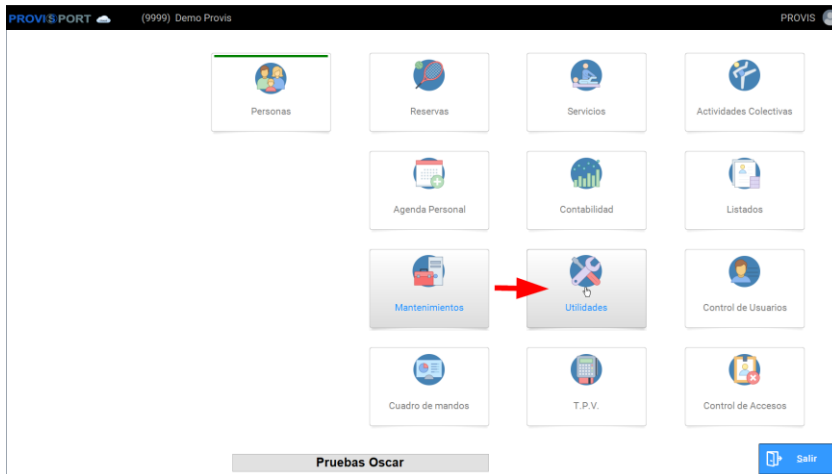 PROVISPORT (9999) Demo Provis PROVIS
Personas Reservas Servicios Actividades Colectivas
Agenda Personal Contabilidad Listados
Mantenimientos Utilidades Control de Usuarios
Cuadro de mandos T.P.V. Control de Accesos
Pruebas Oscar
Salir